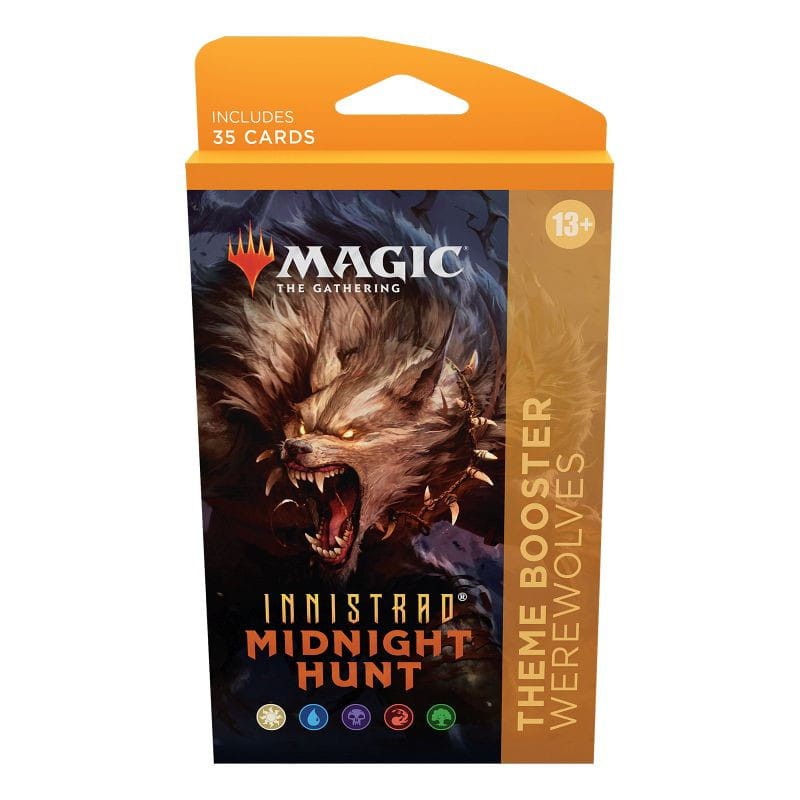 INCLUDES
35 CARDS
13+
MAGIC
THE GATHERING
INNISTRAD®
MIDNIGHT
HUNT
THEME BOOSTER
WEREWOLVES